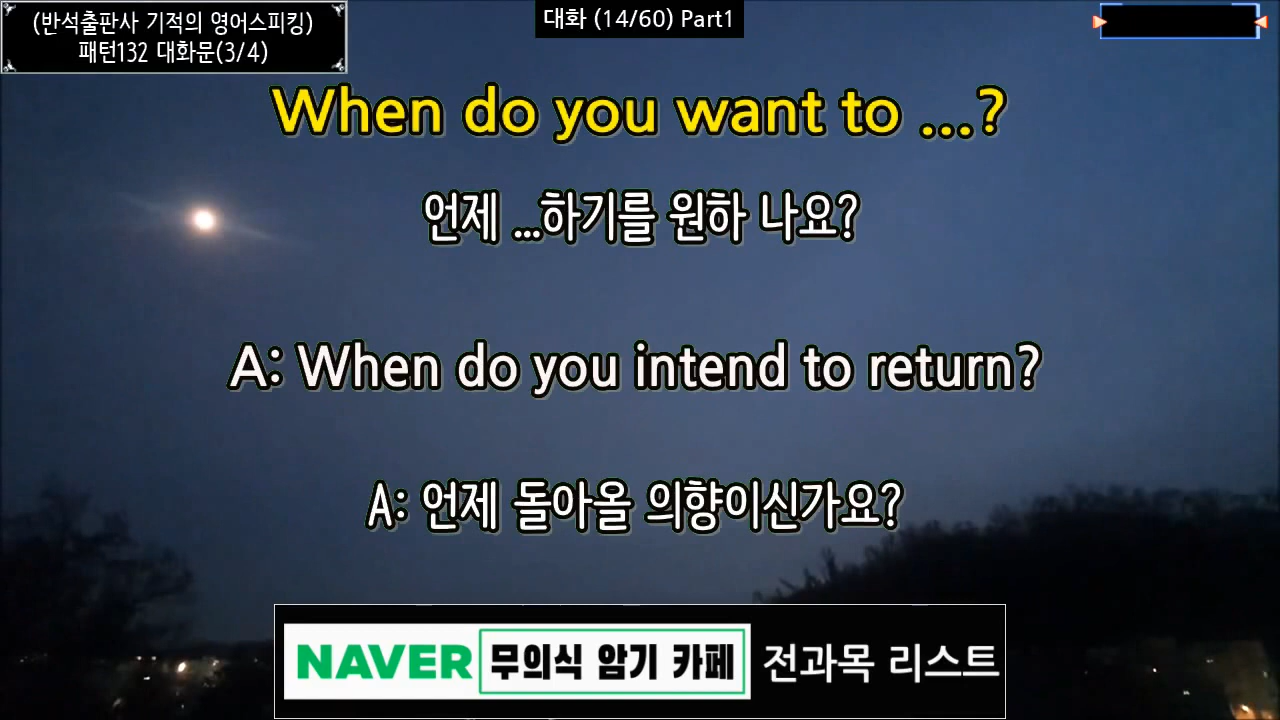 (반석출판사 기적의 영어스피킹)
패턴132 대화문(3/4)
대화 (14/60) Part1
When do you want to ...?
언제 ...하기를 원하 나요?
A: When do you intend to return?
A: 언제 돌아올 의향이신가요?
NAVER 무의식 암기 카페 전과목 리스트